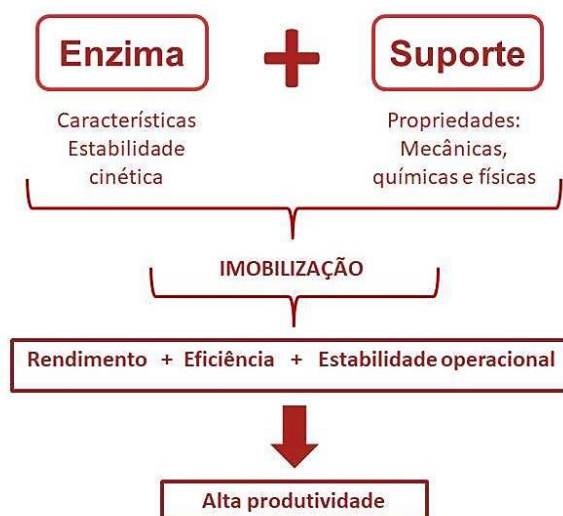 Enzima + Suporte
Características
Estabilidade
cinética
Propriedades:
Mecânicas,
químicas e físicas
IMOBILIZAÇÃO
Rendimento + Eficiência + Estabilidade operacional
Alta produtividade